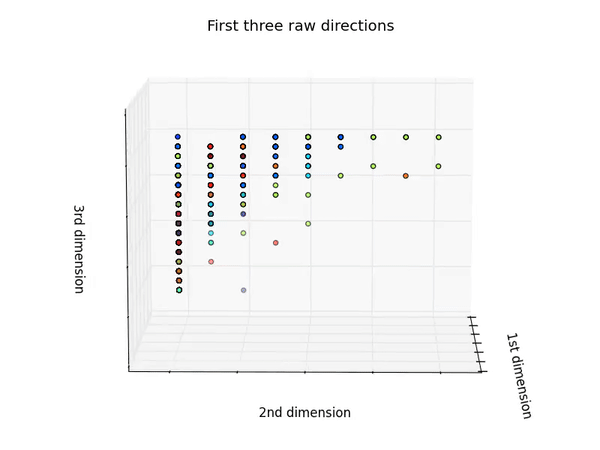 First three raw directions
3rd dimension
1st dimension
2nd dimension